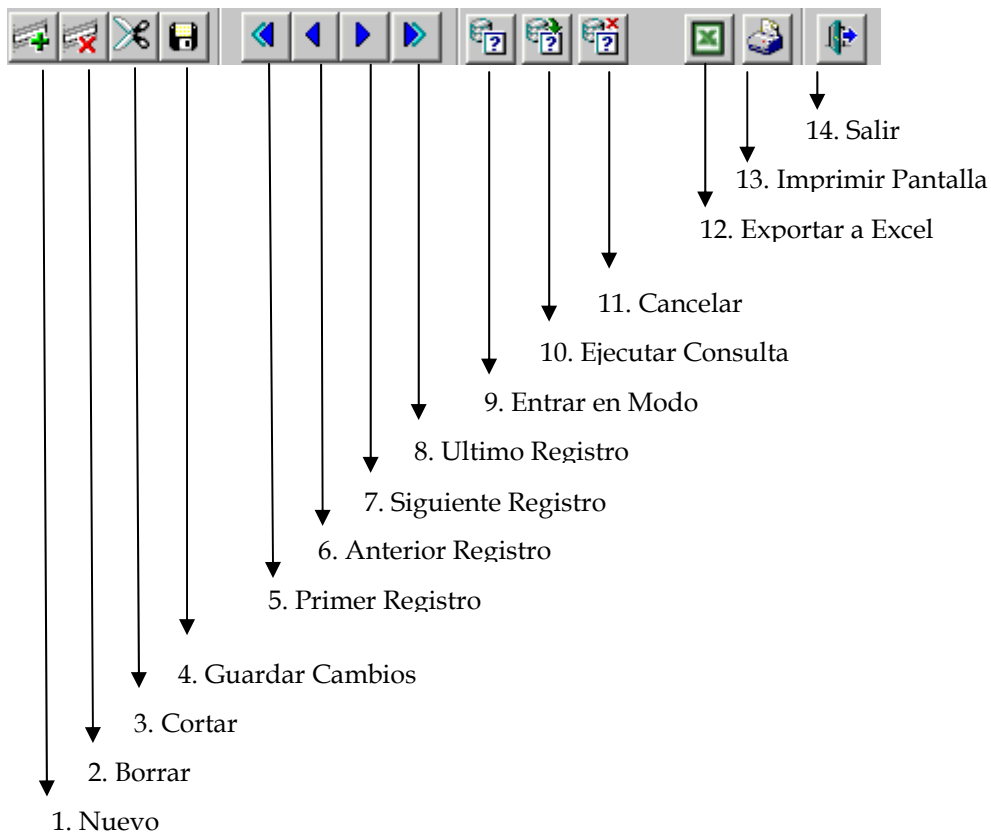 14. Salir
13. Imprimir Pantalla
12. Exportar a Excel
11. Cancelar
10. Ejecutar Consulta
9. Entrar en Modo
8. Ultimo Registro
7. Siguiente Registro
6. Anterior Registro
5. Primer Registro
4. Guardar Cambios
3. Cortar
2. Borrar
1. Nuevo